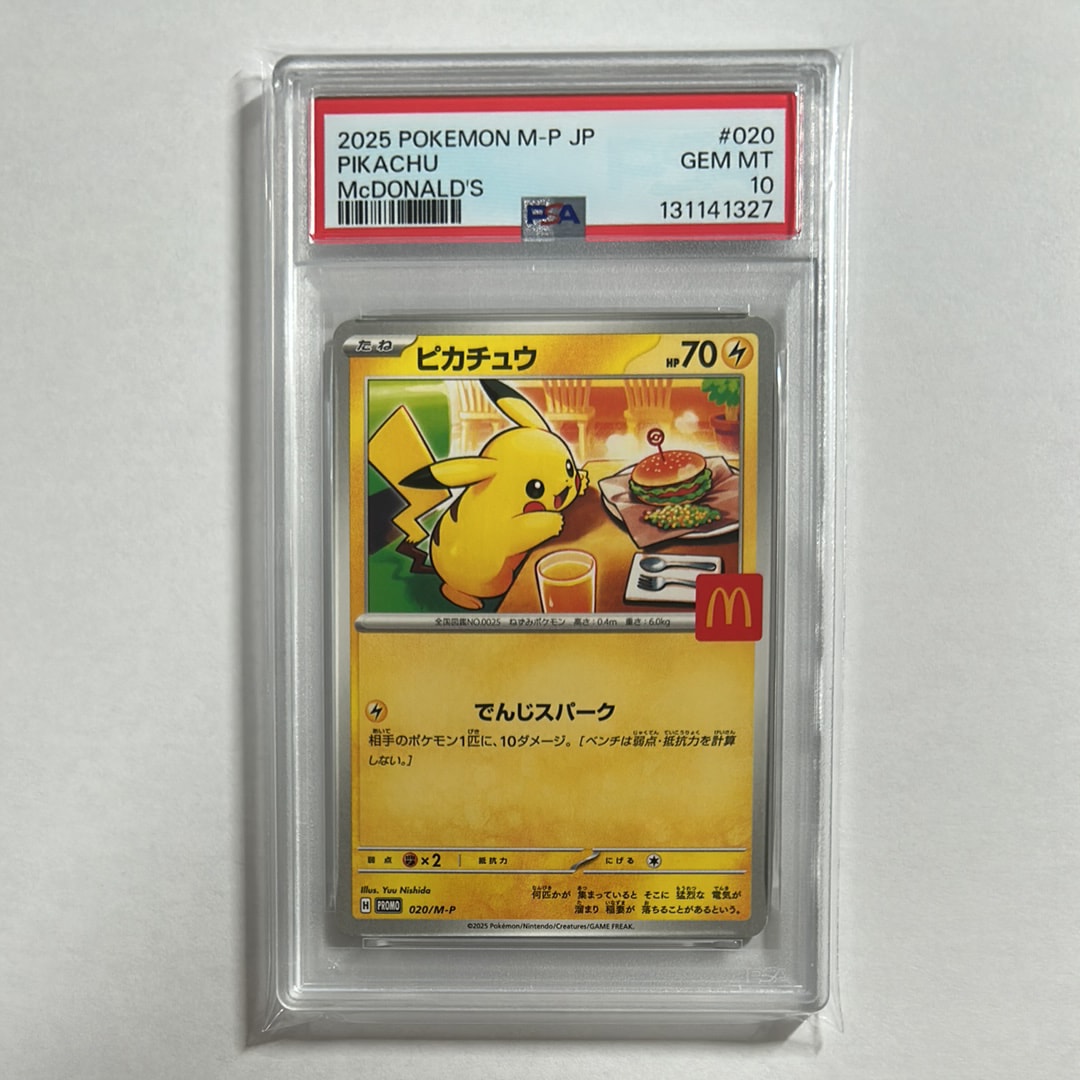 2025 POKEMON M-P JP
#020
PIKACHU
GEM MT
McDONALD'S
10
PSA
131141327
たね
ピカチュウ
HP70
M
全国図鑑NO.0025 ねずみポケモン 高さ:0.4m 重さ:6.0kg
でんじスパーク
相手のポケモン1匹に、10ダメージ。[ベンチは弱点・抵抗力を計算
しない。]
弱点 ×2 抵抗力 にげる
Illus. Yuu Nishida
何匹かが 集まっていると そこに 猛烈な 電気が
溜まり 稲妻が 落ちることがあるという。
H PROMO 020/M-P
©2025 Pokémon/Nintendo/Creatures/GAME FREAK.
PSA